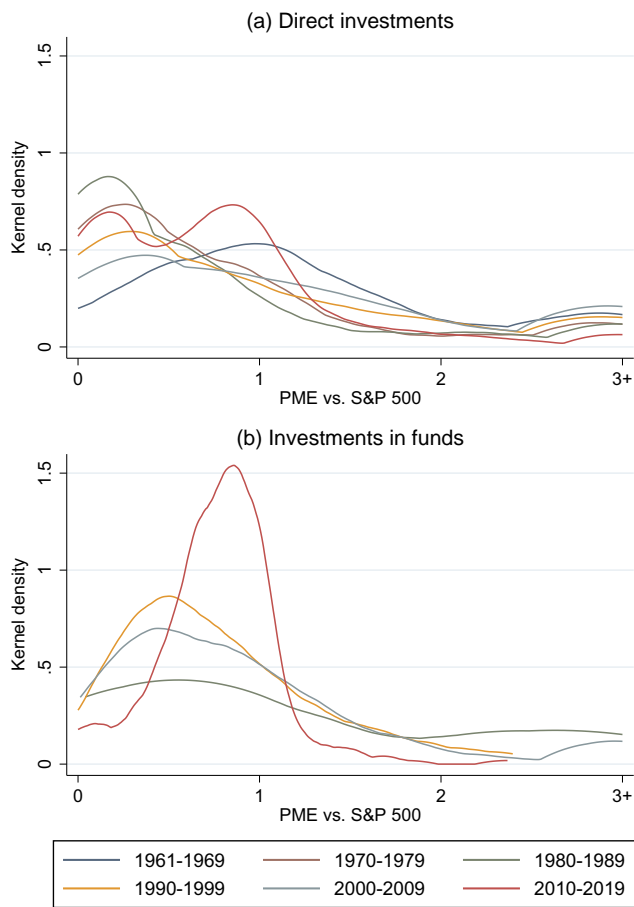 (a) Direct investments
1.5
1
.5
0
Kernel density
0 1 2 3+
PME vs. S&P 500
(b) Investments in funds
1.5
1
.5
0
Kernel density
0 1 2 3+
PME vs. S&P 500
1961-1969 1970-1979 1980-1989
1990-1999 2000-2009 2010-2019